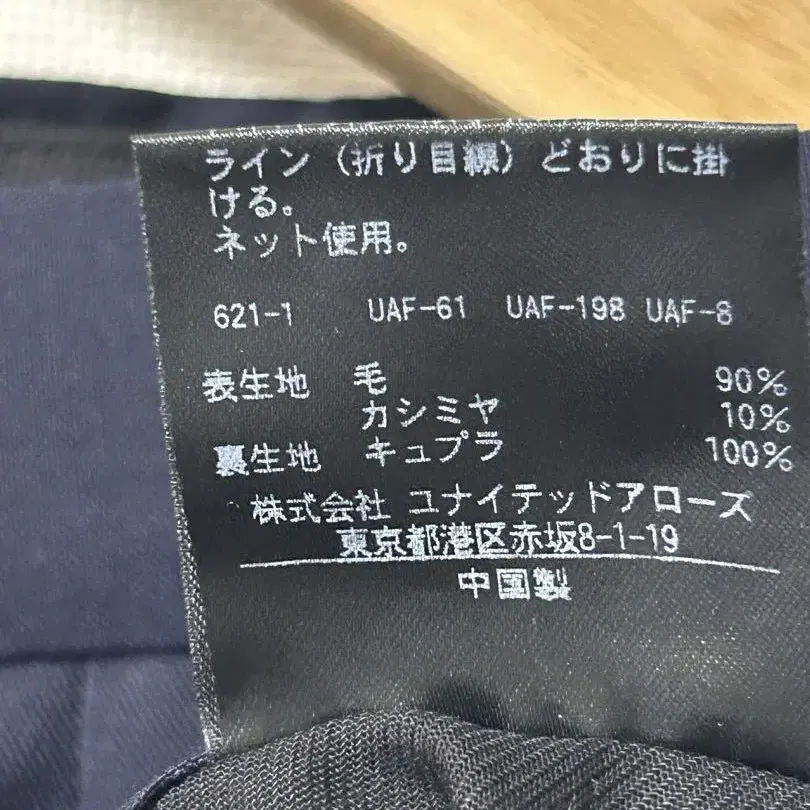 ライン（折り目線）どおりに掛
ける。
ネット使用。
621-1 UAF-61 UAF-198 UAF-8
表生地 毛 90%
カシミヤ 10%
裏生地 キュプラ 100%
株式会社 ユナイテッドアローズ
東京都港区赤坂8-1-19
中国製